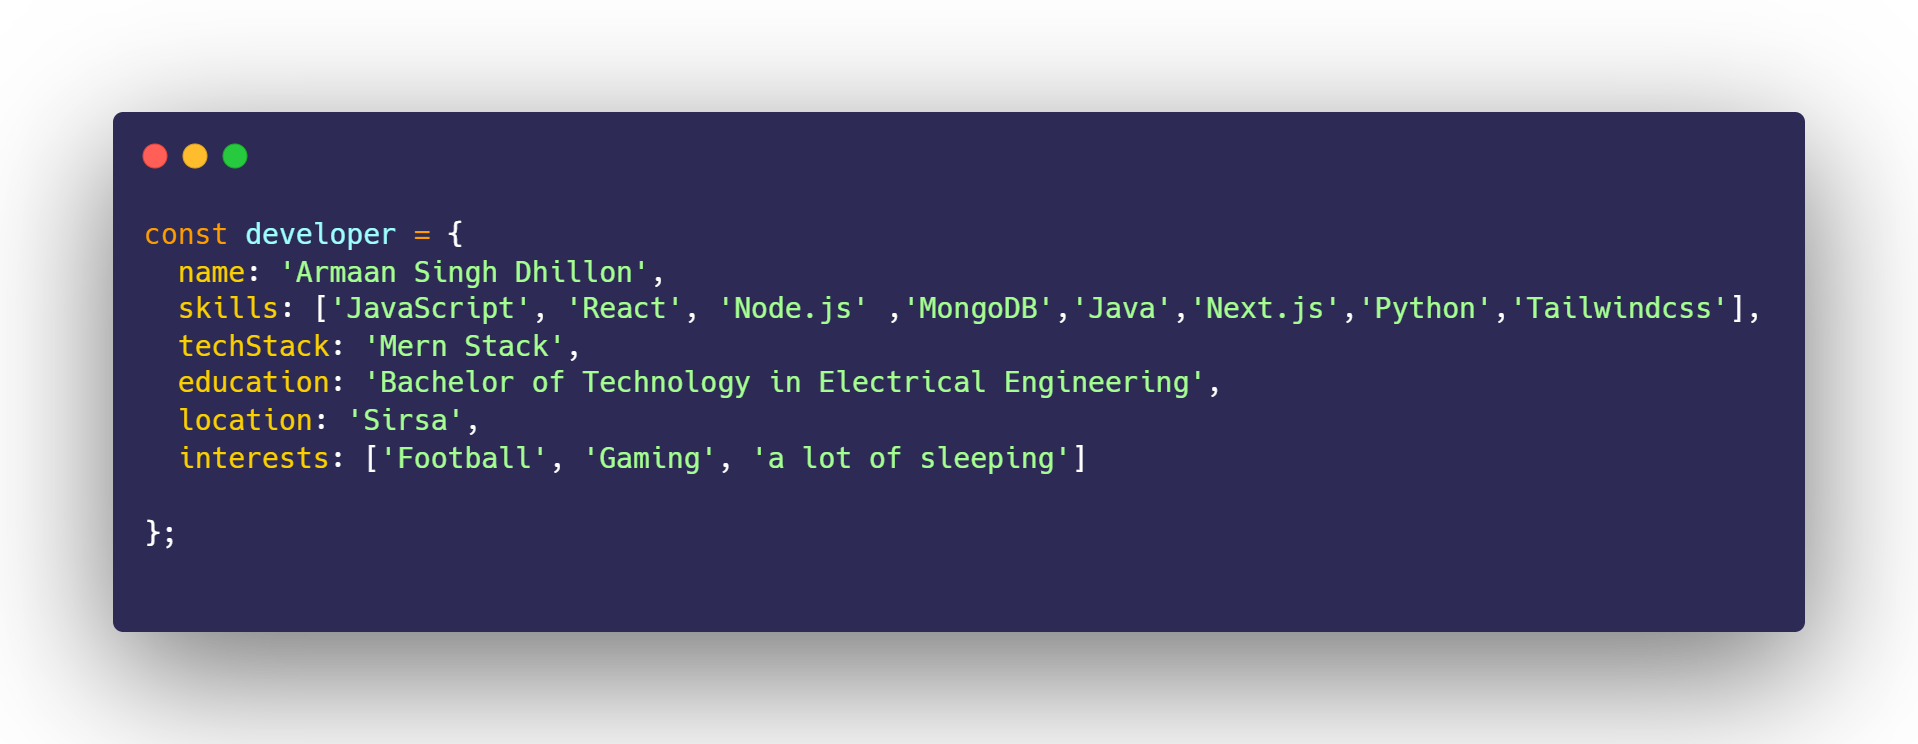 const developer = {
  name: 'Armaan Singh Dhillon',
  skills: ['JavaScript', 'React', 'Node.js' ,'MongoDB','Java','Next.js','Python','Tailwindcss'],
  techStack: 'Mern Stack',
  education: 'Bachelor of Technology in Electrical Engineering',
  location: 'Sirsa',
  interests: ['Football', 'Gaming', 'a lot of sleeping']
};